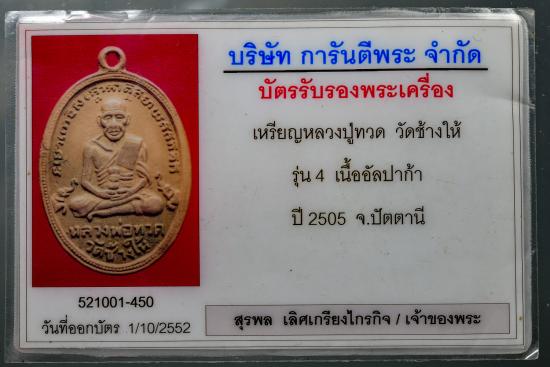 บริษัท การันตีพระ จำกัด
บัตรรับรองพระเครื่อง
เหรียญหลวงปู่ทวด วัดช้างให้
รุ่น 4 เนื้ออัลปาก้า
ปี 2505 จ.ปัตตานี
หลวงพ่อทวด
วัดช้างให้
521001-450
วันที่ออกบัตร 1/10/2552
สุรพล เลิศเกรียงไกรกิจ / เจ้าของพระ